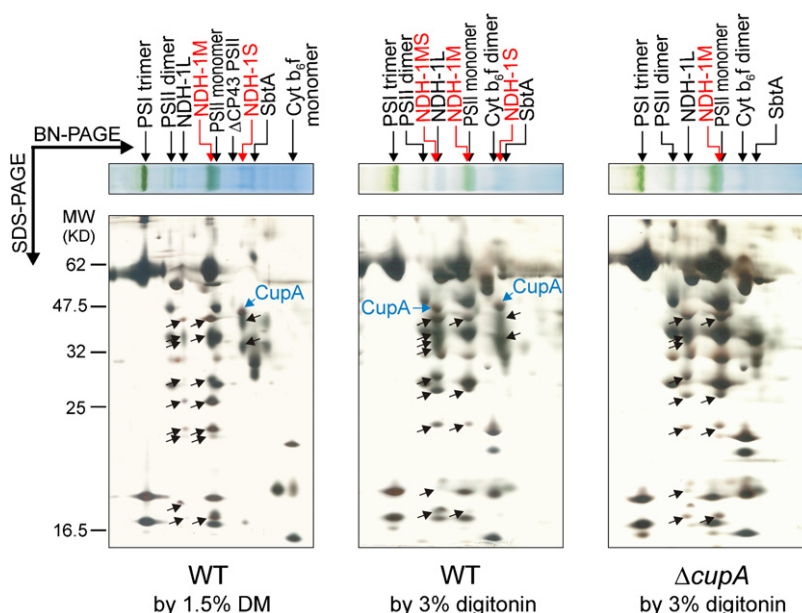 PSI trimer
PSII dimer
NDH-1L
NDH-1M
PSII monomer
ΔCP43 PSII
NDH-1S
SbtA
Cyt b6f
monomer
PSI trimer
PSII dimer
NDH-1MS
NDH-1L
NDH-1M
PSII monomer
Cyt b6f dimer
NDH-1S
SbtA
PSI trimer
PSII dimer
NDH-1L
NDH-1M
PSII monomer
Cyt b6f dimer
SbtA
BN-PAGE
SDS-PAGE
MW
(KD)
62
47.5
32
25
16.5
CupA
CupA
CupA
WT
by 1.5% DM
WT
by 3% digitonin
ΔcupA
by 3% digitonin